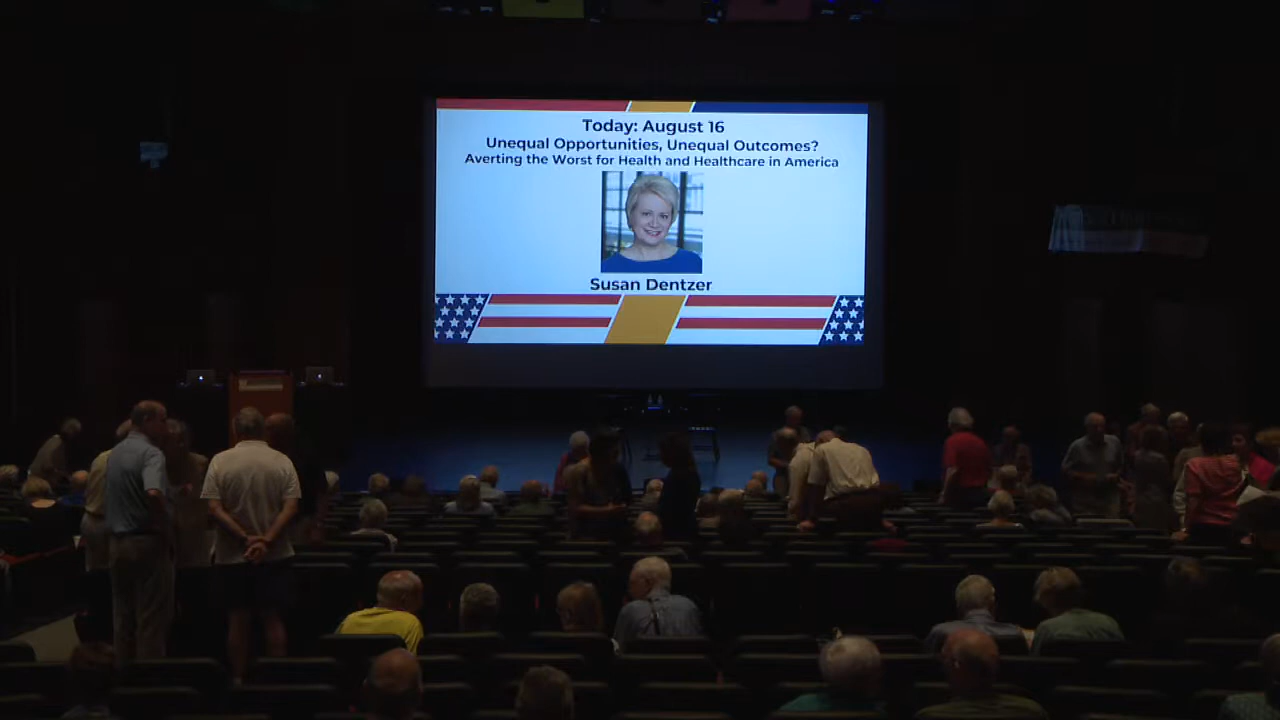 Today: August 16
Unequal Opportunities, Unequal Outcomes?
Averting the Worst for Health and Healthcare in America
Susan Dentzer